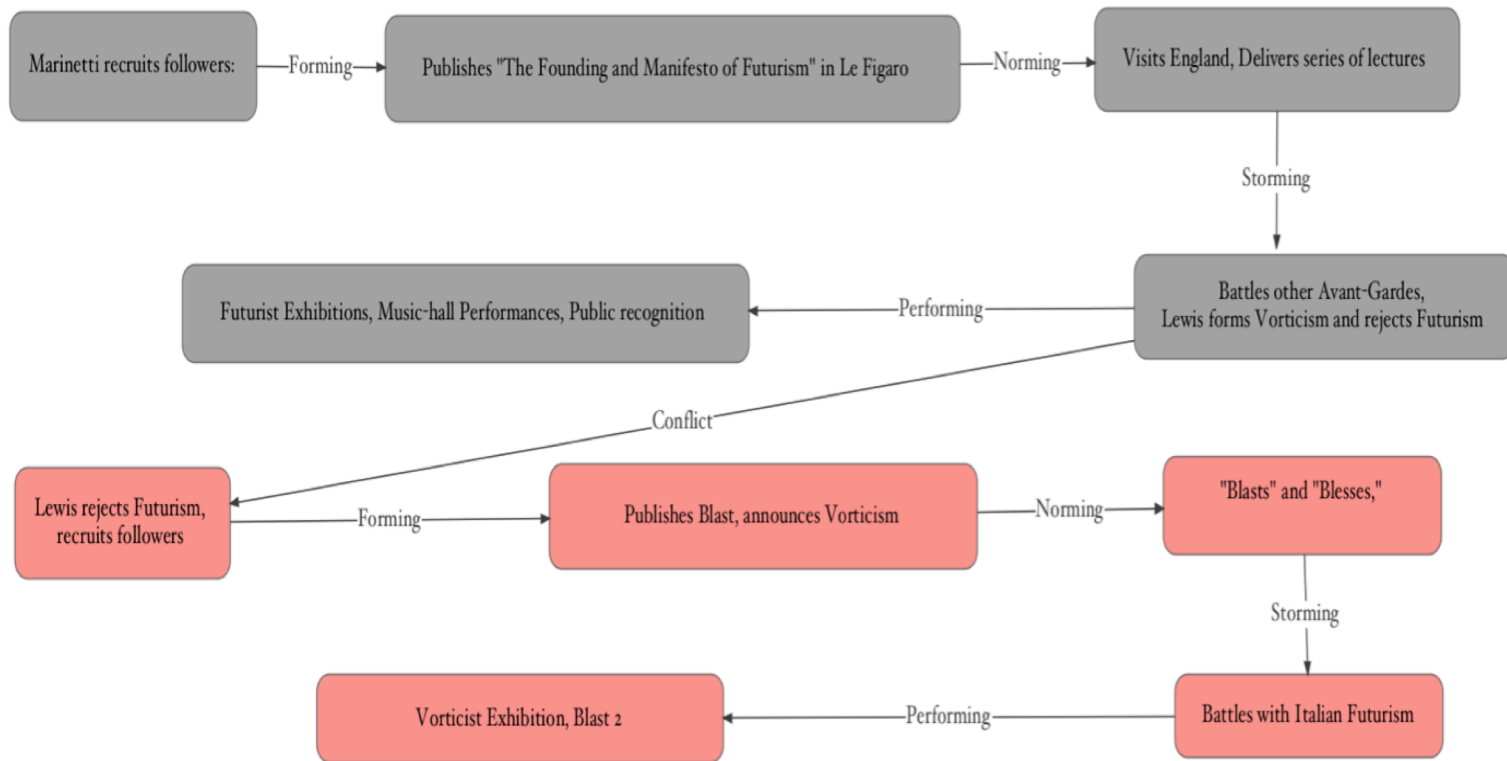 Marinetti recruits followers:
Forming
Publishes "The Founding and Manifesto of Futurism" in Le Figaro
Norming
Visits England, Delivers series of lectures
Storming
Battles other Avant-Gardes,
Lewis forms Vorticism and rejects Futurism
Performing
Futurist Exhibitions, Music-hall Performances, Public recognition
Conflict
Lewis rejects Futurism,
recruits followers
Forming
Publishes Blast, announces Vorticism
Norming
"Blasts" and "Blesses,"
Storming
Battles with Italian Futurism
Performing
Vorticist Exhibition, Blast 2